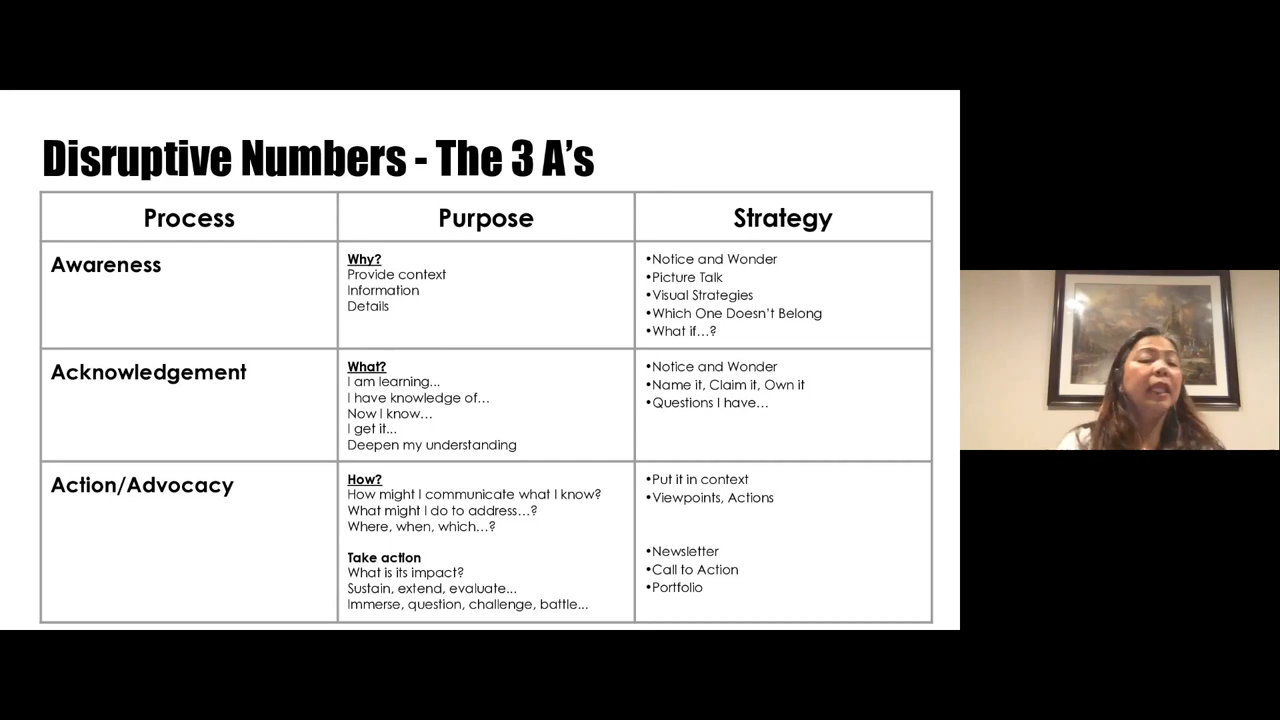 Disruptive Numbers - The 3 A’s
Process
Purpose
Strategy
Awareness
Why?
Provide context
Information
Details
•Notice and Wonder
•Picture Talk
•Visual Strategies
•Which One Doesn’t Belong
•What if…?
Acknowledgement
What?
I am learning...
I have knowledge of…
Now I know…
I get it...
Deepen my understanding
•Notice and Wonder
•Name it, Claim it, Own it
•Questions I have…
Action/Advocacy
How?
How might I communicate what I know?
What might I do to address…?
Where, when, which…?
Take action
What is its impact?
Sustain, extend, evaluate...
Immerse, question, challenge, battle...
•Put it in context
•Viewpoints, Actions
•Newsletter
•Call to Action
•Portfolio